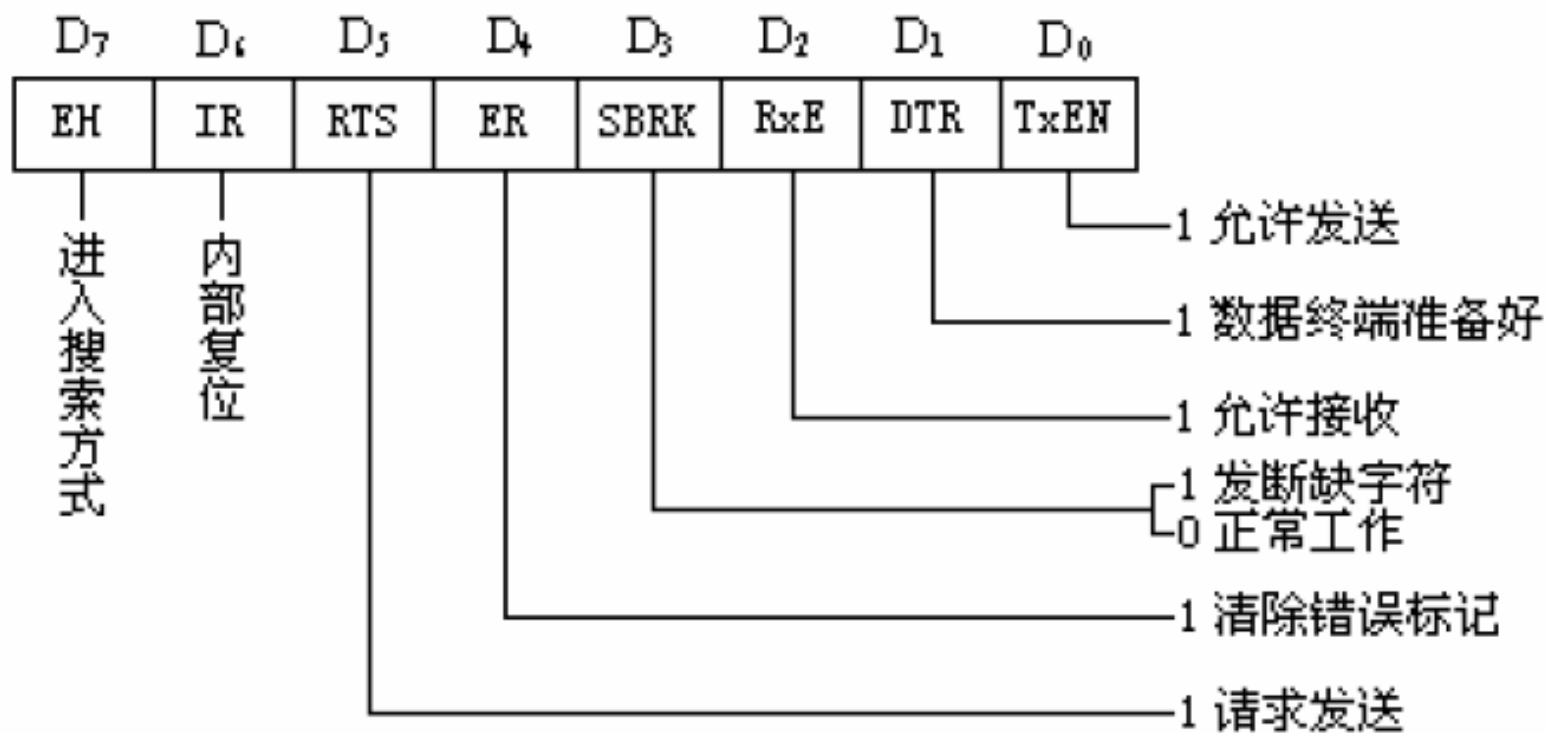 D7 D6 D5 D4 D3 D2 D1 D0
EH IR RTS ER SBRK RxE DTR TxEN
进入搜索方式
内部复位
1 允许发送
1 数据终端准备好
1 允许接收
1 发断缺字符
0 正常工作
1 清除错误标记
1 请求发送